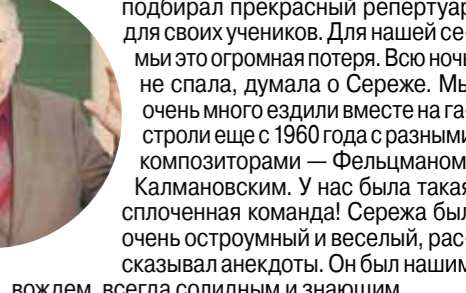 подбирал прекрасный репертуар
для своих учеников. Для нашей се-
мьи это огромная потеря. Всю ночь
не спала, думала о Сереже. Мы
очень много ездили вместе на га-
строли еще с 1960 года с разными
композиторами — Фельцманом,
Калмановским. У нас была такая
сплоченная команда! Сережа был
очень остроумный и веселый, рас-
сказывал анекдоты. Он был нашим
вождем, всегда солидным и знающим